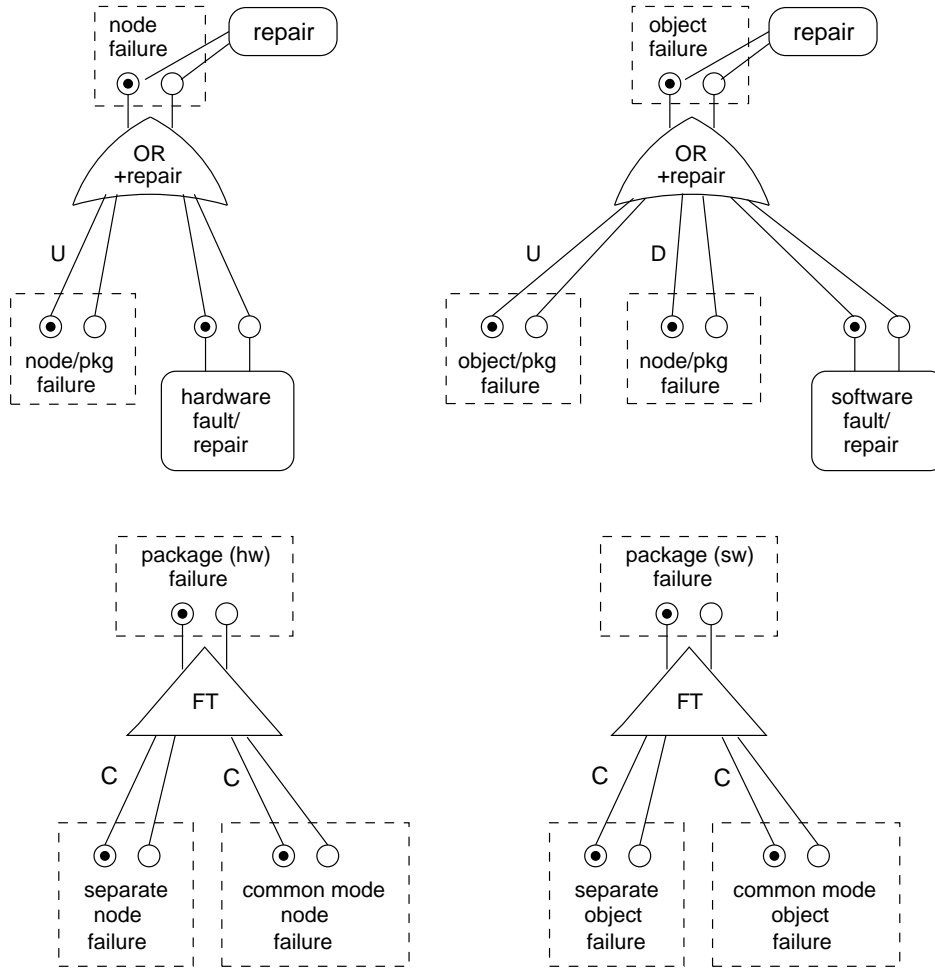 node
failure
repair
OR
+repair
U
node/pkg
failure
hardware
fault/
repair
object
failure
repair
OR
+repair
U
D
object/pkg
failure
node/pkg
failure
software
fault/
repair
package (hw)
failure
FT
C
C
separate
node
failure
common mode
node
failure
package (sw)
failure
FT
C
C
separate
object
failure
common mode
object
failure